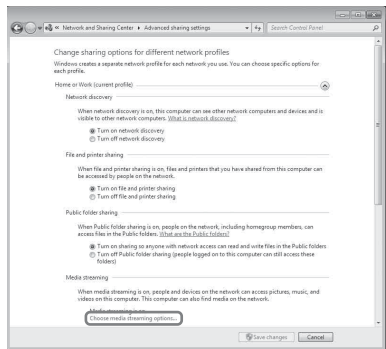 « Network and Sharing Center ▸ Advanced sharing settings
Search Control Panel
Change sharing options for different network profiles
Windows creates a separate network profile for each network you use. You can choose specific options for
each profile.
Home or Work (current profile)
Network discovery
When network discovery is on, this computer can see other network computers and devices and is
visible to other network computers. What is network discovery?
Turn on network discovery
Turn off network discovery
File and printer sharing
When file and printer sharing is on, files and printers that you have shared from this computer can
be accessed by people on the network.
Turn on file and printer sharing
Turn off file and printer sharing
Public folder sharing
When Public folder sharing is on, people on the network, including homegroup members, can
access files in the Public folders. What are the Public folders?
Turn on sharing so anyone with network access can read and write files in the Public folders
Turn off Public folder sharing (people logged on to this computer can still access these
folders)
Media streaming
When media streaming is on, people and devices on the network can access pictures, music, and
videos on this computer. This computer can also find media on the network.
Media streaming is on.
Choose media streaming options...
Save changes
Cancel